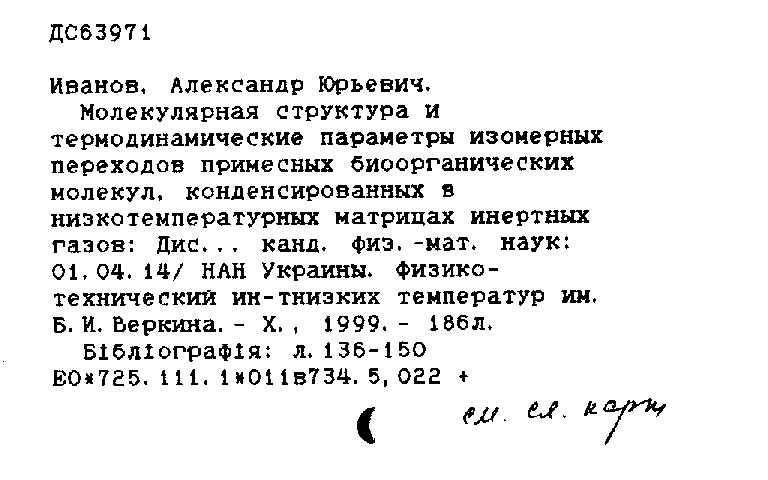 ДС63971
Иванов, Александр Юрьевич.
Молекулярная структура и
термодинамические параметры изомерных
переходов примесных биоорганических
молекул, конденсированных в
низкотемпературных матрицах инертных
газов: Дис... канд. физ.-мат. наук:
01.04.14/ НАН Украины. физико-
технический ин-тнизких температур им.
Б.И.Веркина.- Х., 1999.- 186л.
Бібліографія: л.136-150
ЕО*725.111.1*011в734.5,022 +
см. сл. карт